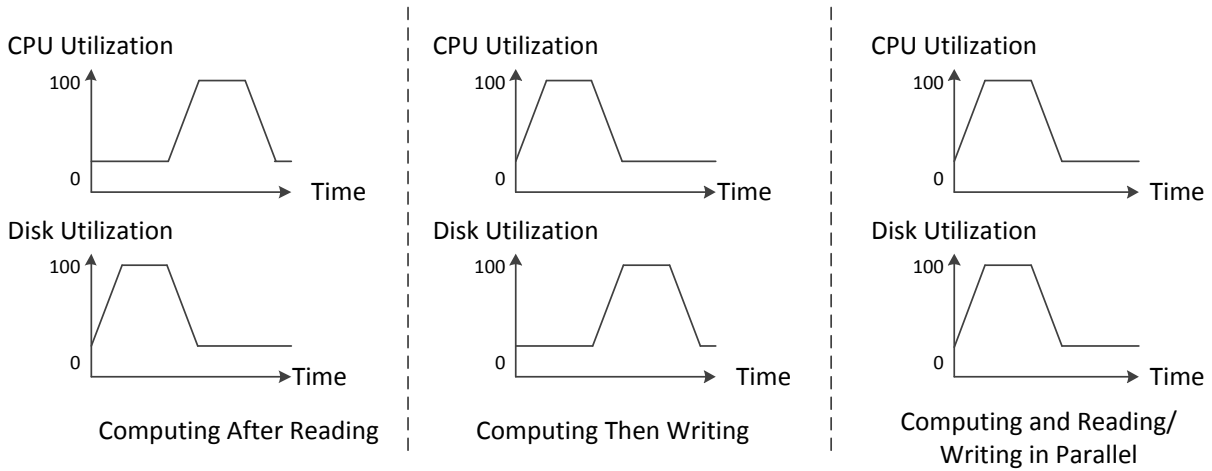 CPU Utilization
100
0
Time
Disk Utilization
100
0
Time
Computing After Reading
CPU Utilization
100
0
Time
Disk Utilization
100
0
Time
Computing Then Writing
CPU Utilization
100
0
Time
Disk Utilization
100
0
Time
Computing and Reading/
Writing in Parallel